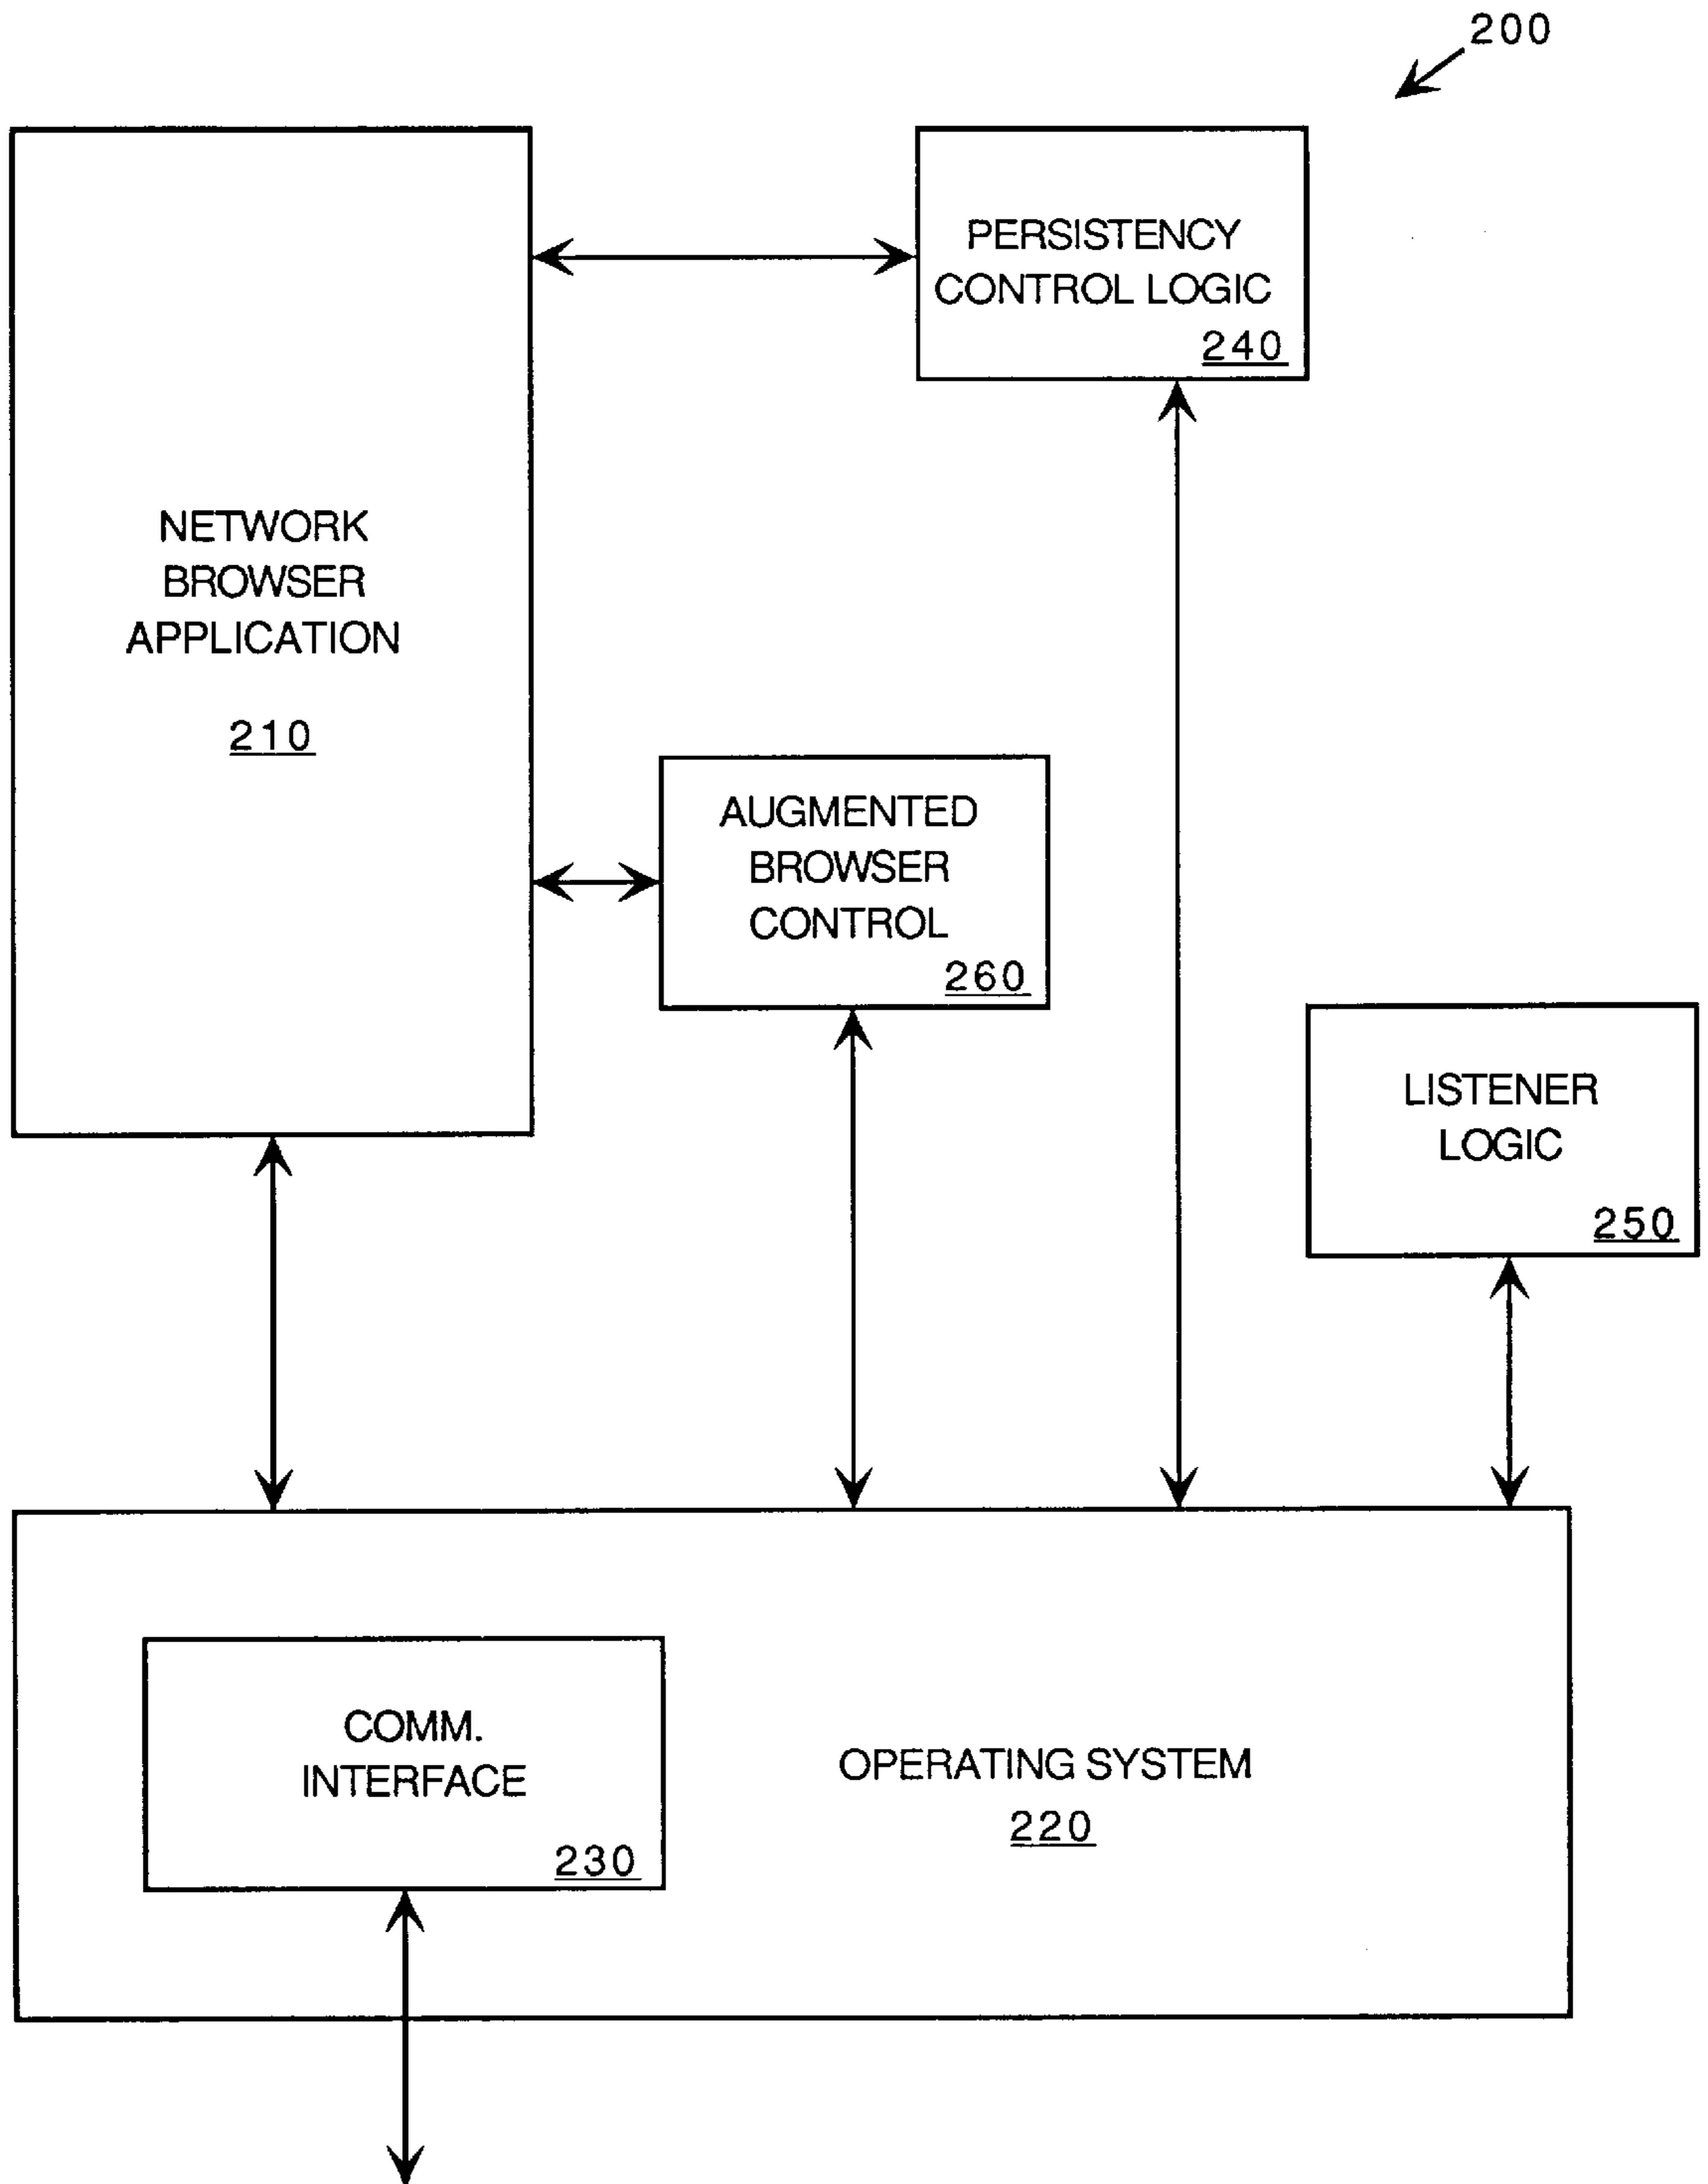 200
PERSISTENCY
CONTROL LOGIC
240
NETWORK
BROWSER
APPLICATION
210
AUGMENTED
BROWSER
CONTROL
260
LISTENER
LOGIC
250
COMM.
INTERFACE
230
OPERATING SYSTEM
220